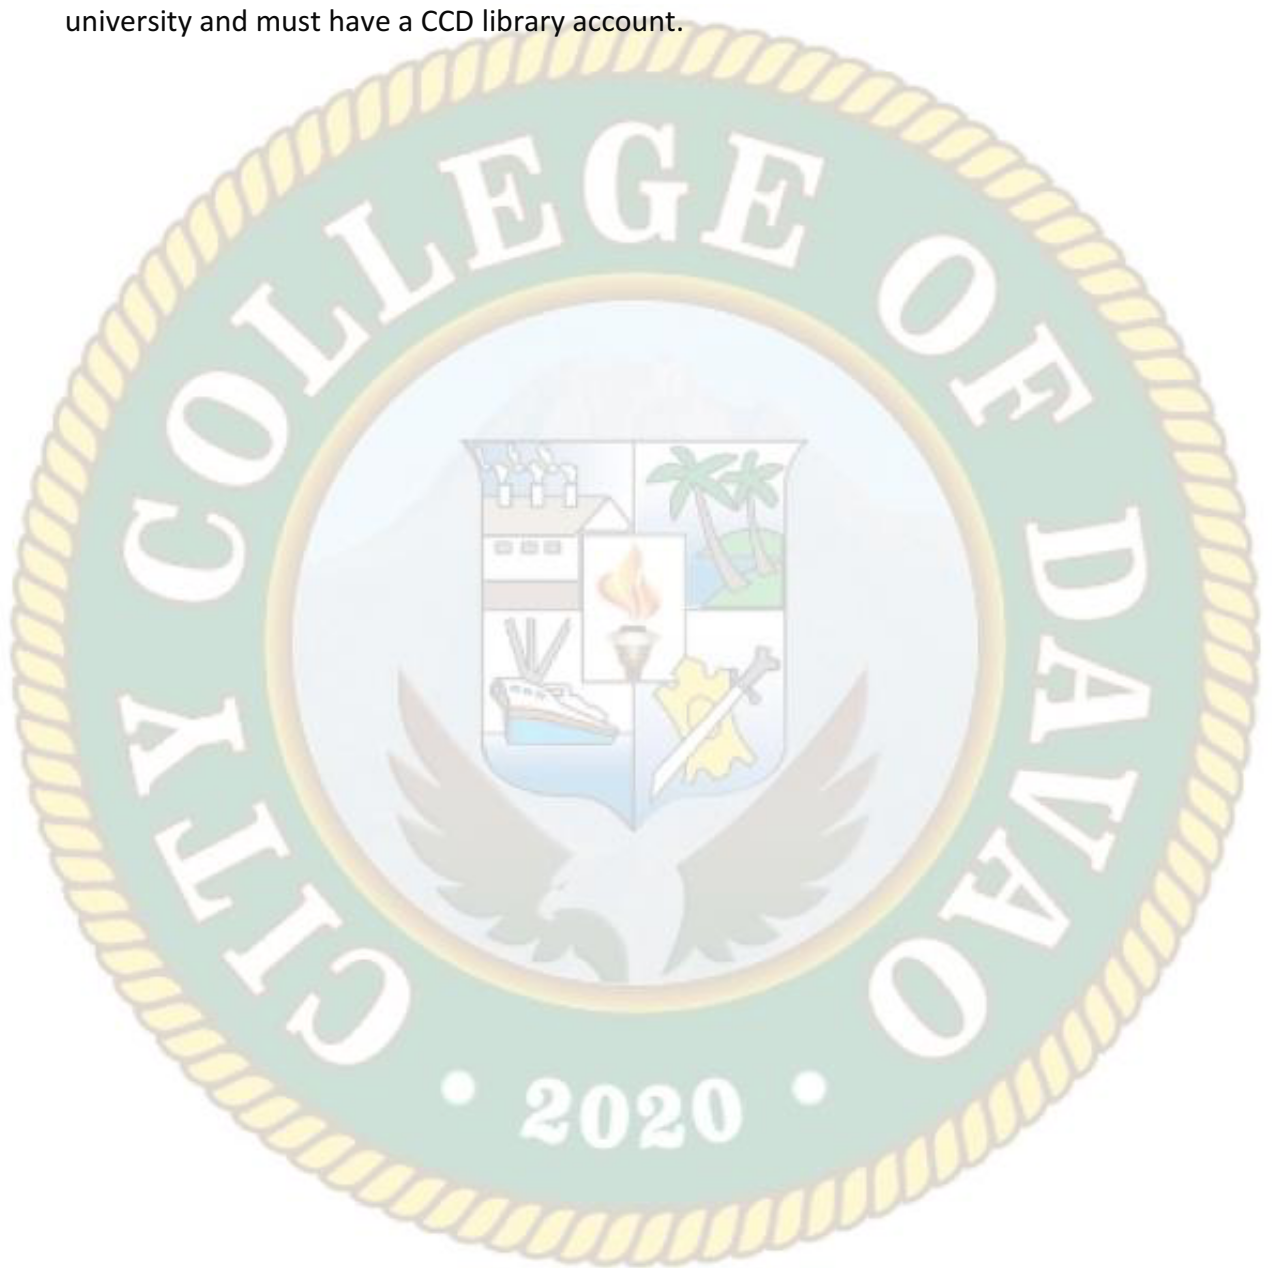 university and must have a CCD library account.
CITY COLLEGE OF DAVAO
• 2020 •